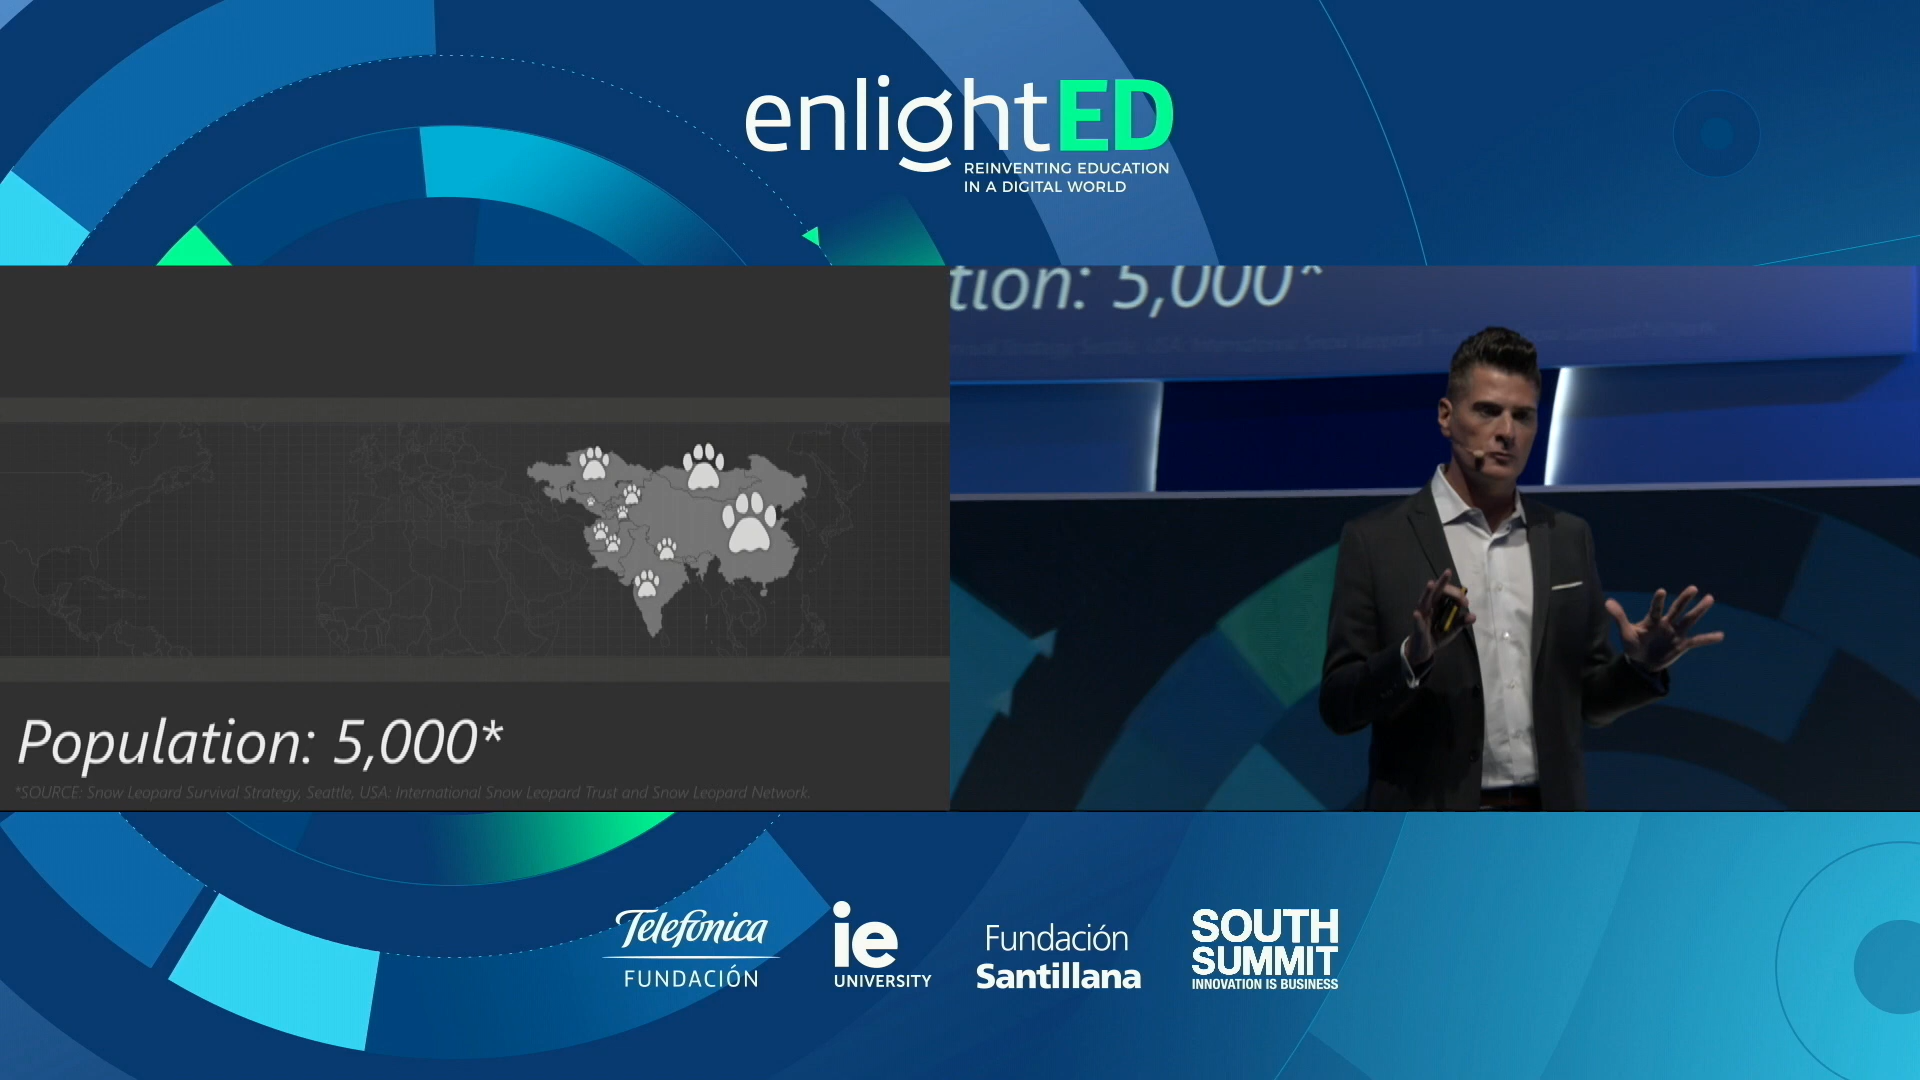 enlightED
REINVENTING EDUCATION
IN A DIGITAL WORLD
tion: 5,000*
Population: 5,000*
*SOURCE: Snow Leopard Survival Strategy, Seattle, USA: International Snow Leopard Trust and Snow Leopard Network.
Telefónica
FUNDACIÓN
ie
UNIVERSITY
Fundación
Santillana
SOUTH
SUMMIT
INNOVATION IS BUSINESS